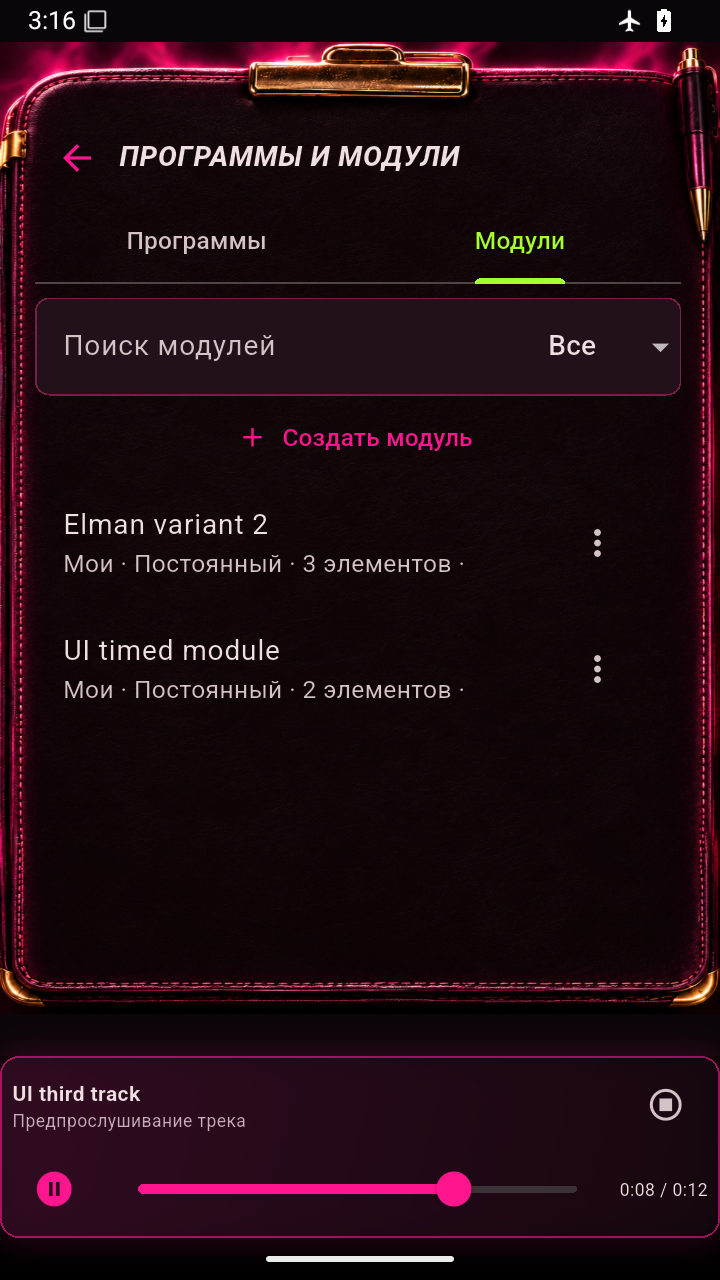 3:16
ПРОГРАММЫ И МОДУЛИ
Программы
Модули
Поиск модулей
Все
+ Создать модуль
Elman variant 2
Мои · Постоянный · 3 элементов ·
UI timed module
Мои · Постоянный · 2 элементов ·
UI third track
Предпрослушивание трека
0:08 / 0:12